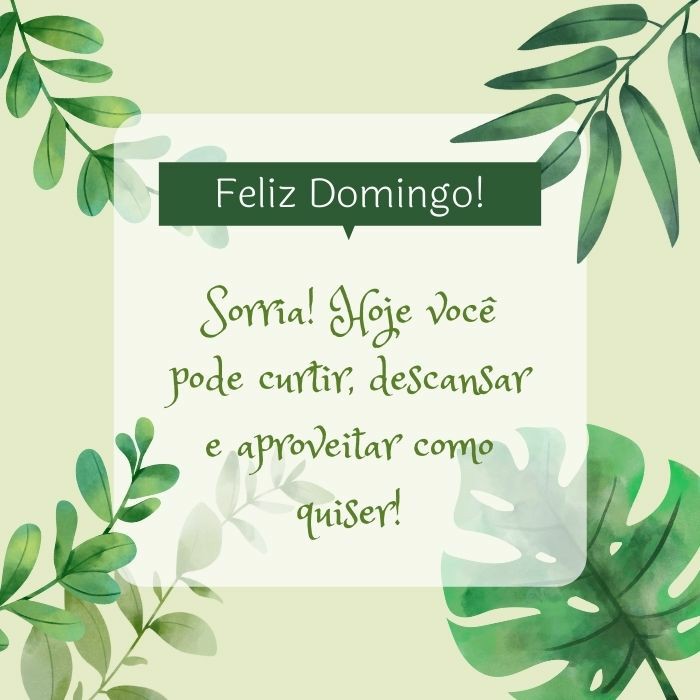 Feliz Domingo!
Sorria! Hoje você
pode curtir, descansar
e aproveitar como
quiser!